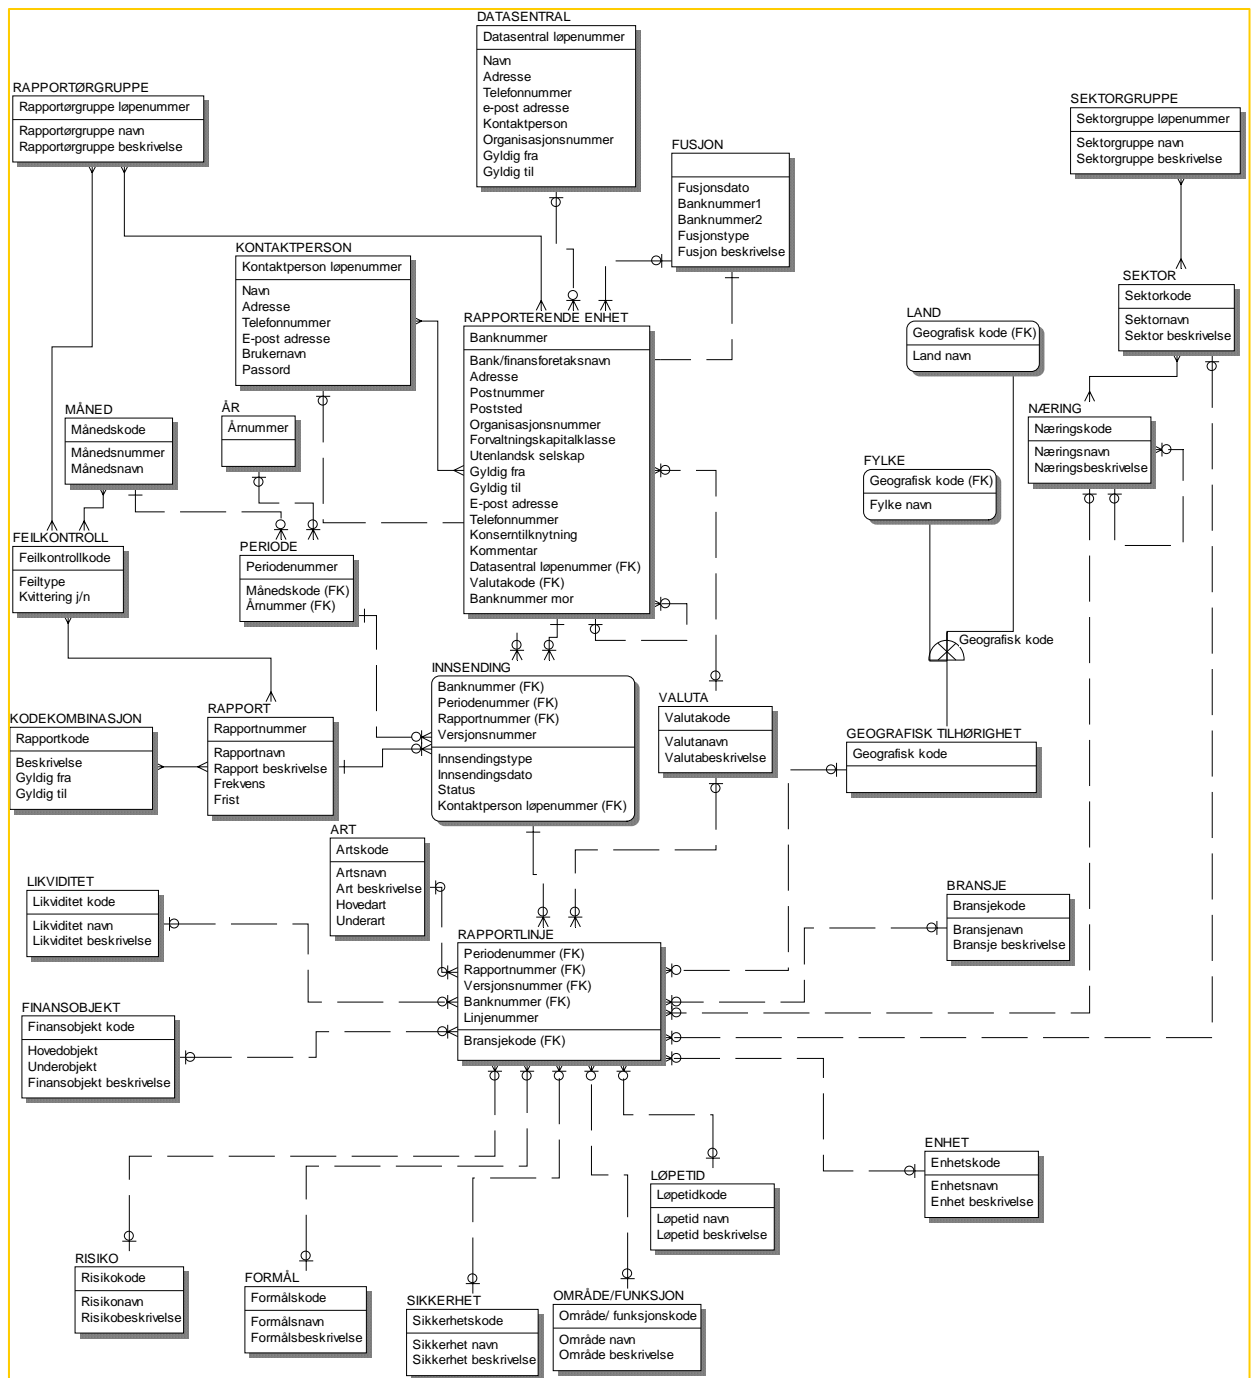 DATASENTRAL
Datasentral løpenummer
Navn
Adresse
Telefonnummer
e-post adresse
Kontaktperson
Organisasjonsnummer
Gyldig fra
Gyldig til
RAPPORTØRGRUPPE
Rapportørgruppe løpenummer
Rapportørgruppe navn
Rapportørgruppe beskrivelse
SEKTORGRUPPE
Sektorgruppe løpenummer
Sektorgruppe navn
Sektorgruppe beskrivelse
FUSJON
Fusjonsdato
Banknummer1
Banknummer2
Fusjonstype
Fusjon beskrivelse
KONTAKTPERSON
Kontaktperson løpenummer
Navn
Adresse
Telefonnummer
E-post adresse
Brukernavn
Passord
SEKTOR
Sektorkode
Sektornavn
Sektor beskrivelse
LAND
Geografisk kode (FK)
Land navn
RAPPORTERENDE ENHET
Banknummer
Bank/finansforetaksnavn
Adresse
Postnummer
Poststed
Organisasjonsnummer
Forvaltningskapitalklasse
Utenlandsk selskap
Gyldig fra
Gyldig til
E-post adresse
Telefonnummer
Konserntilknytning
Kommentar
Datasentral løpenummer (FK)
Valutakode (FK)
Banknummer mor
MÅNED
Månedskode
Månedsnummer
Månedsnavn
ÅR
Årnummer
NÆRING
Næringskode
Næringsnavn
Næringsbeskrivelse
FYLKE
Geografisk kode (FK)
Fylke navn
FEILKONTROLL
Feilkontrollkode
Feiltype
Kvittering j/n
PERIODE
Periodenummer
Månedskode (FK)
Årnummer (FK)
Geografisk kode
INNSENDING
Banknummer (FK)
Periodenummer (FK)
Rapportnummer (FK)
Versjonsnummer
Innsendingstype
Innsendingsdato
Status
Kontaktperson løpenummer (FK)
VALUTA
Valutakode
Valutanavn
Valutabeskrivelse
GEOGRAFISK TILHØRIGHET
Geografisk kode
KODEKOMBINASJON
Rapportkode
Beskrivelse
Gyldig fra
Gyldig til
RAPPORT
Rapportnummer
Rapportnavn
Rapport beskrivelse
Frekvens
Frist
ART
Artskode
Artsnavn
Art beskrivelse
Hovedart
Underart
LIKVIDITET
Likviditet kode
Likviditet navn
Likviditet beskrivelse
BRANSJE
Bransjekode
Bransjenavn
Bransje beskrivelse
RAPPORTLINJE
Periodenummer (FK)
Rapportnummer (FK)
Versjonsnummer (FK)
Banknummer (FK)
Linjenummer
Bransjekode (FK)
FINANSOBJEKT
Finansobjekt kode
Hovedobjekt
Underobjekt
Finansobjekt beskrivelse
ENHET
Enhetskode
Enhetsnavn
Enhet beskrivelse
LØPETID
Løpetidkode
Løpetid navn
Løpetid beskrivelse
RISIKO
Risikokode
Risikonavn
Risikobeskrivelse
FORMÅL
Formålskode
Formålsnavn
Formålsbeskrivelse
SIKKERHET
Sikkerhetskode
Sikkerhet navn
Sikkerhet beskrivelse
OMRÅDE/FUNKSJON
Område/ funksjonskode
Område navn
Område beskrivelse